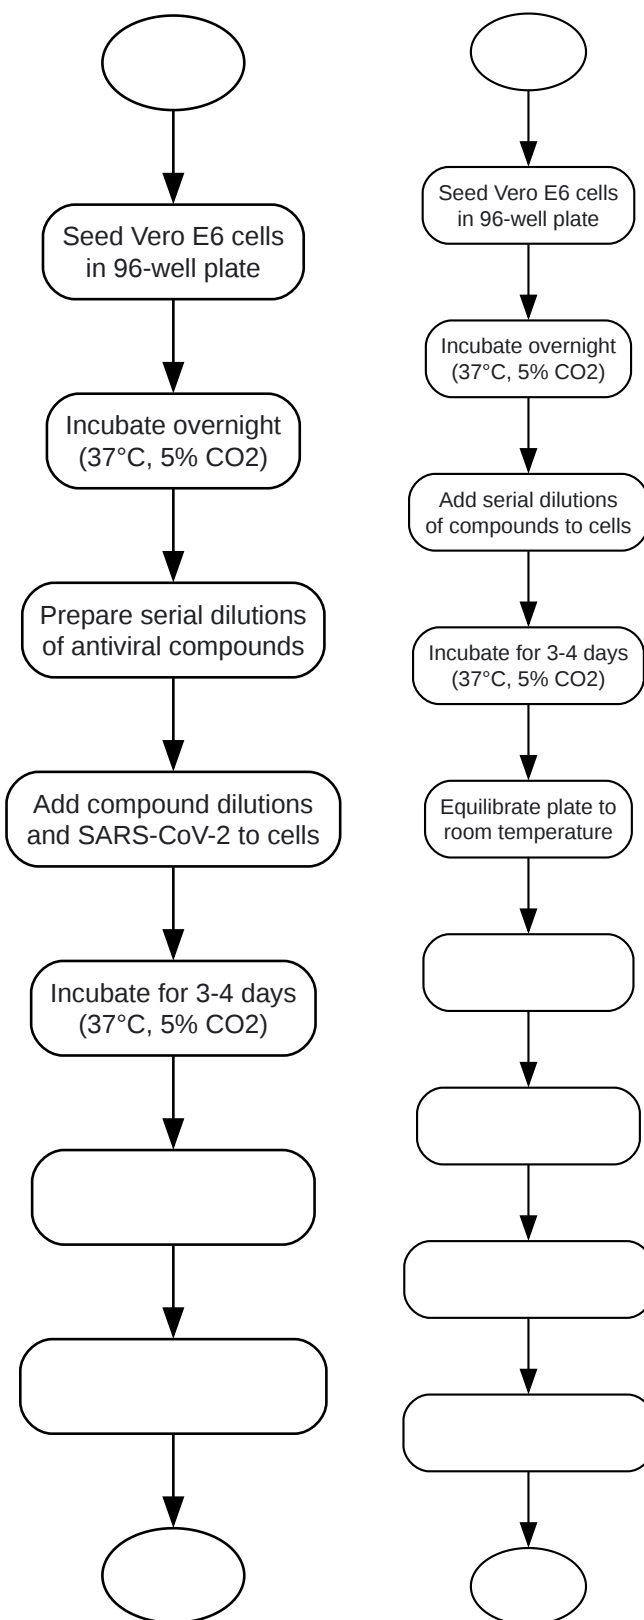 Seed Vero E6 cells
in 96-well plate
Incubate overnight
(37°C, 5% CO2)
Prepare serial dilutions
of antiviral compounds
Add compound dilutions
and SARS-CoV-2 to cells
Incubate for 3-4 days
(37°C, 5% CO2)
Seed Vero E6 cells
in 96-well plate
Incubate overnight
(37°C, 5% CO2)
Add serial dilutions
of compounds to cells
Incubate for 3-4 days
(37°C, 5% CO2)
Equilibrate plate to
room temperature